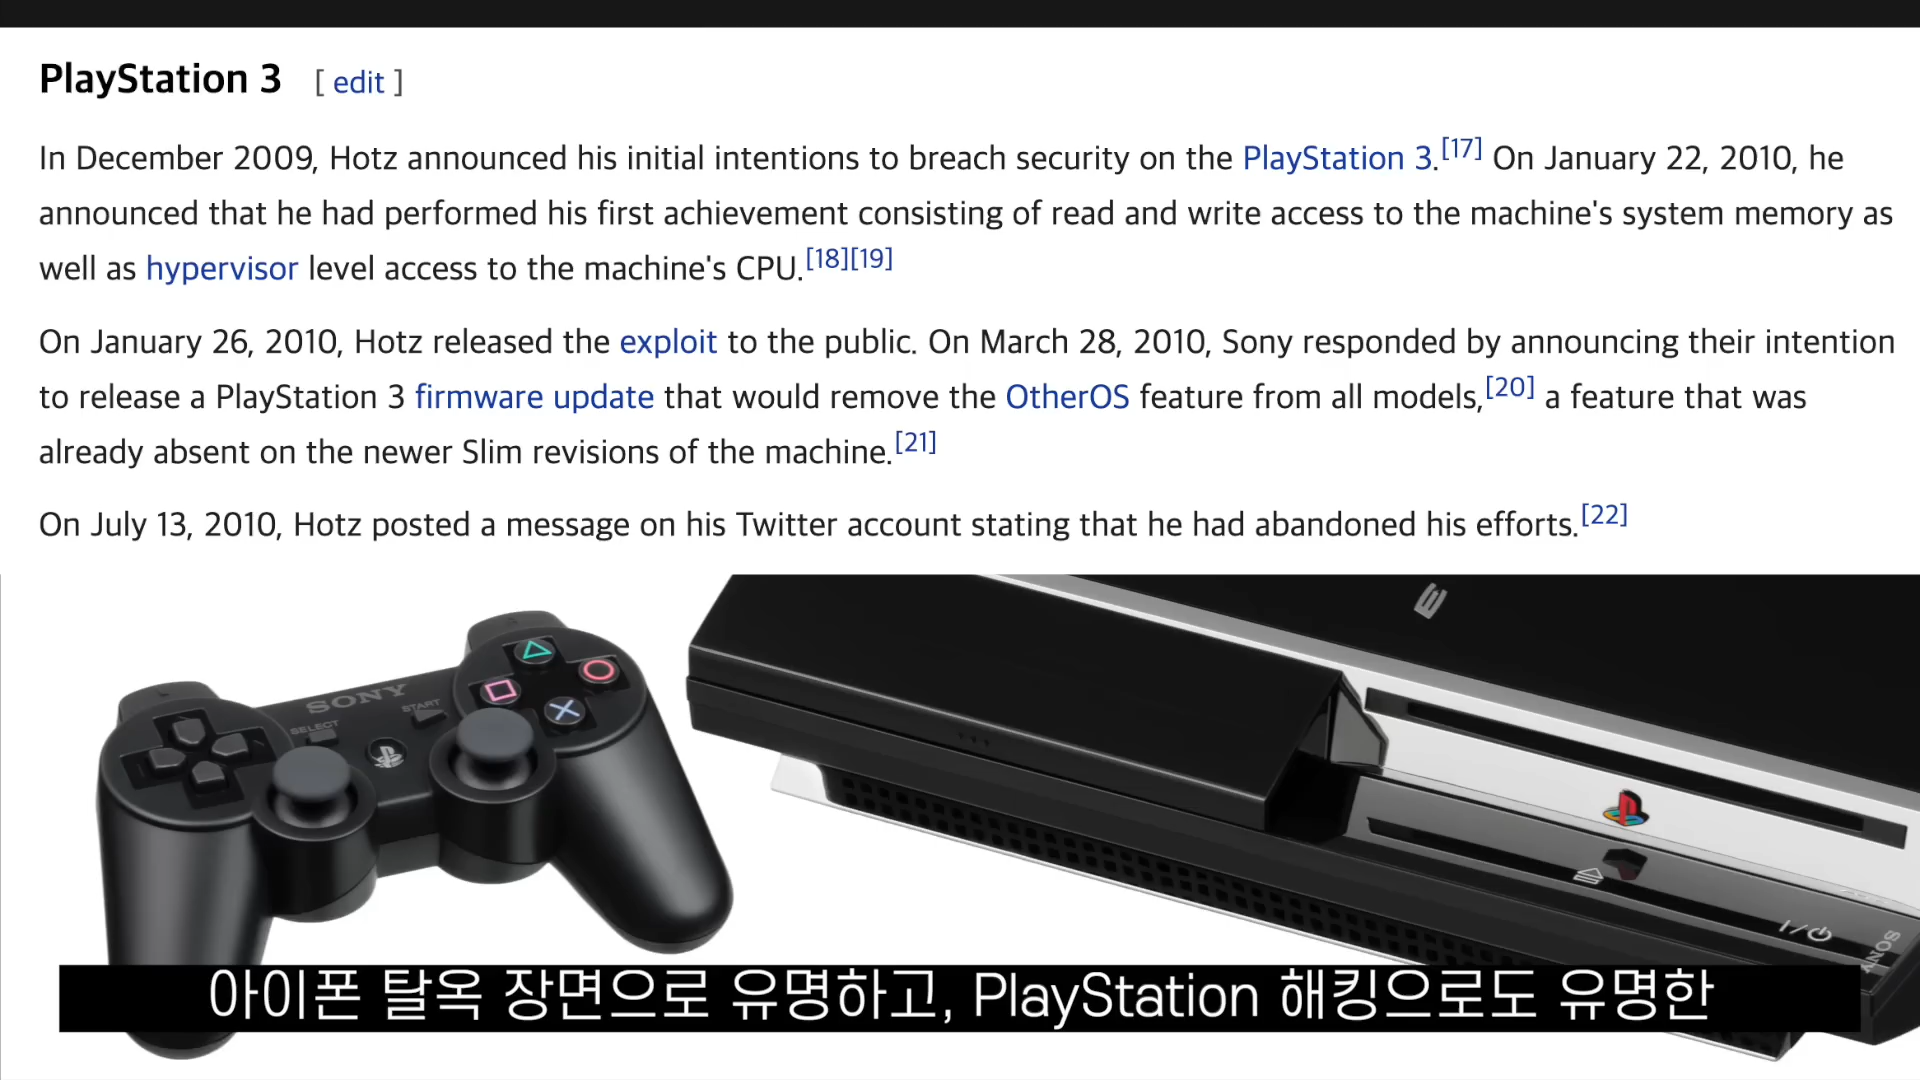 PlayStation 3 [ edit ]
In December 2009, Hotz announced his initial intentions to breach security on the PlayStation 3.[17] On January 22, 2010, he
announced that he had performed his first achievement consisting of read and write access to the machine's system memory as
well as hypervisor level access to the machine's CPU.[18][19]
On January 26, 2010, Hotz released the exploit to the public. On March 28, 2010, Sony responded by announcing their intention
to release a PlayStation 3 firmware update that would remove the OtherOS feature from all models,[20] a feature that was
already absent on the newer Slim revisions of the machine.[21]
On July 13, 2010, Hotz posted a message on his Twitter account stating that he had abandoned his efforts.[22]
SONY
SELECT
START
SONY
아이폰 탈옥 장면으로 유명하고, PlayStation 해킹으로도 유명한